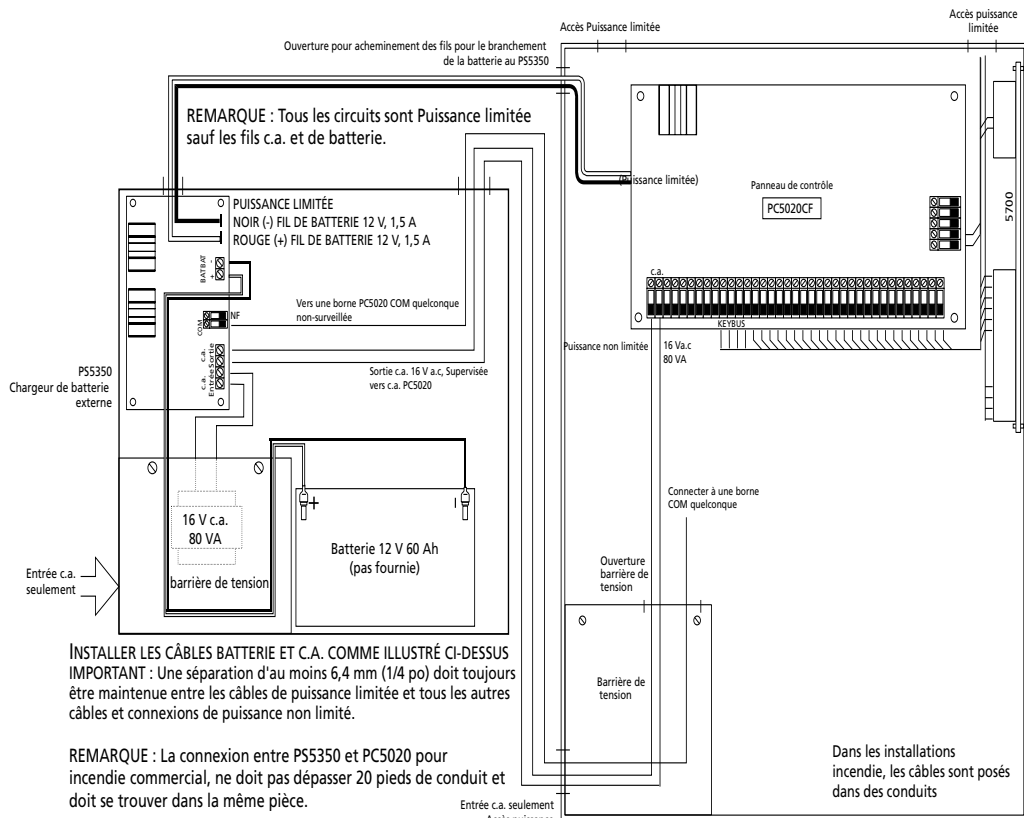 Accès Puissance limitée
Accès puissance
limitée
Ouverture pour acheminement des fils pour le branchement
de la batterie au PS5350
REMARQUE : Tous les circuits sont Puissance limitée
sauf les fils c.a. et de batterie.
(Puissance limitée)
Panneau de contrôle
PC5020CF
5700
PUISSANCE LIMITÉE
NOIR (-) FIL DE BATTERIE 12 V, 1,5 A
ROUGE (+) FIL DE BATTERIE 12 V, 1,5 A
BAT BAT
+ -
c.a.
Vers une borne PC5020 COM quelconque
non-surveillée
NF
COM
KEYBUS
Puissance non limitée
16 Va.c
80 VA
c.a.
Sortie
c.a.
Entrée
Sortie c.a. 16 V a.c, Supervisée
vers c.a. PC5020
PS5350
Chargeur de batterie
externe
Connecter à une borne
COM quelconque
+
-
16 V c.a.
80 VA
Batterie 12 V 60 Ah
(pas fournie)
barrière de tension
Entrée c.a.
seulement
Ouverture
barrière de
tension
INSTALLER LES CÂBLES BATTERIE ET C.A. COMME ILLUSTRÉ CI-DESSUS
IMPORTANT : Une séparation d'au moins 6,4 mm (1/4 po) doit toujours
être maintenue entre les câbles de puissance limitée et tous les autres
câbles et connexions de puissance non limité.
Barrière de
tension
REMARQUE : La connexion entre PS5350 et PC5020 pour
incendie commercial, ne doit pas dépasser 20 pieds de conduit et
doit se trouver dans la même pièce.
Dans les installations
incendie, les câbles sont posés
dans des conduits
Entrée c.a. seulement
Accès puissance